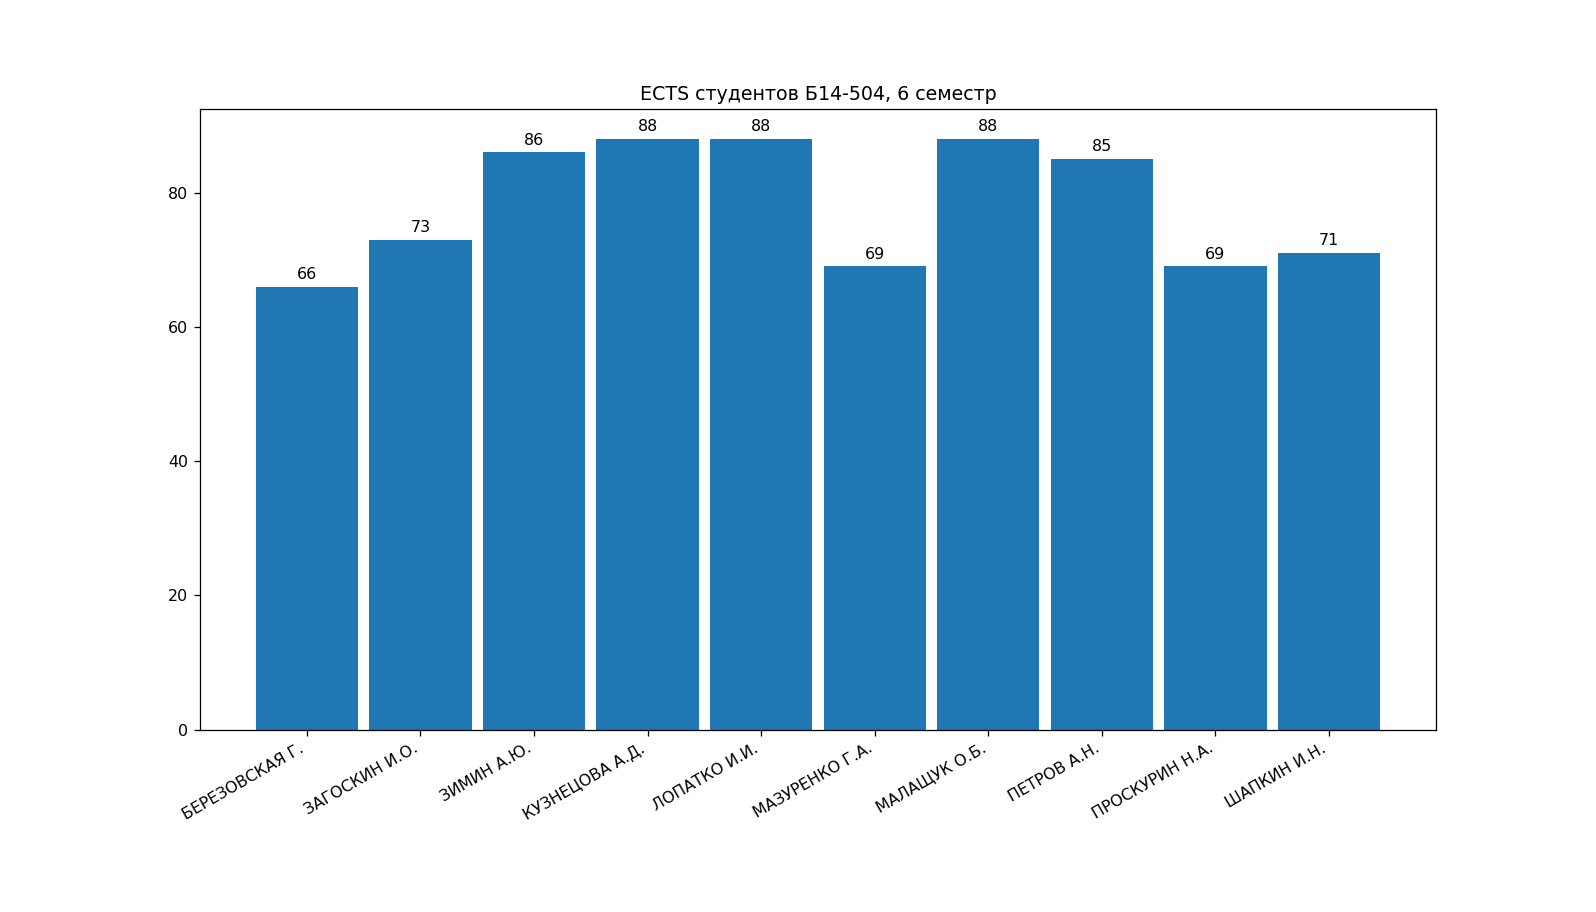 ECTS студентов Б14-504, 6 семестр
66
73
86
88
88
69
88
85
69
71
80
60
40
20
0
БЕРЕЗОВСКАЯ Г.
ЗАГОСКИН И.О.
ЗИМИН А.Ю.
КУЗНЕЦОВА А.Д.
ЛОПАТКО И.И.
МАЗУРЕНКО Г.А.
МАЛАЩУК О.Б.
ПЕТРОВ А.Н.
ПРОСКУРИН Н.А.
ШАПКИН И.Н.